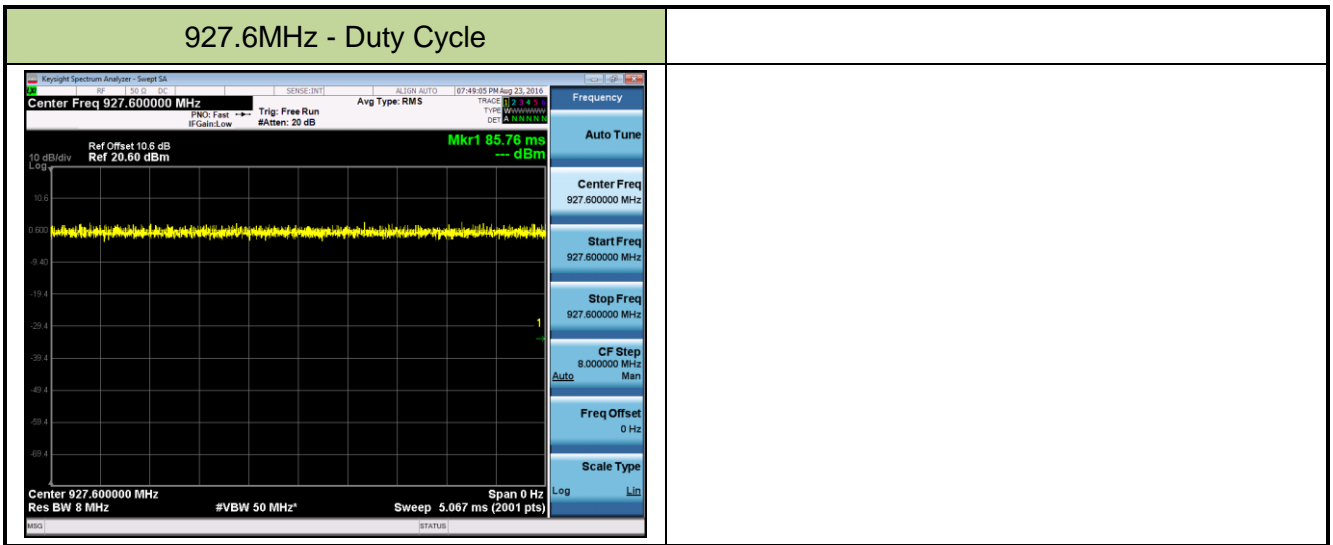 927.6MHz - Duty Cycle
Keysight Spectrum Analyzer - Swept SA
RF 50 Ω DC SENSE:INT ALIGN AUTO 07:49:05 PM Aug 23, 2016
Center Freq 927.600000 MHz
Avg Type: RMS
TRACE 1 2 3 4 5 6
PNO: Fast Trig: Free Run
TYPE WWWWWW
IFGain:Low #Atten: 20 dB
DET A N N N N N
Frequency
Mkr1 85.76 ms
--- dBm
Ref Offset 10.6 dB
10 dB/div Ref 20.60 dBm
Log
10.6
0.600
-9.40
-19.4
-29.4
-39.4
-49.4
-59.4
-69.4
1
Center 927.600000 MHz Span 0 Hz
Res BW 8 MHz #VBW 50 MHz* Sweep 5.067 ms (2001 pts)
MSG STATUS
Auto Tune
Center Freq
927.600000 MHz
Start Freq
927.600000 MHz
Stop Freq
927.600000 MHz
CF Step
8.000000 MHz
Auto Man
Freq Offset
0 Hz
Scale Type
Log Lin